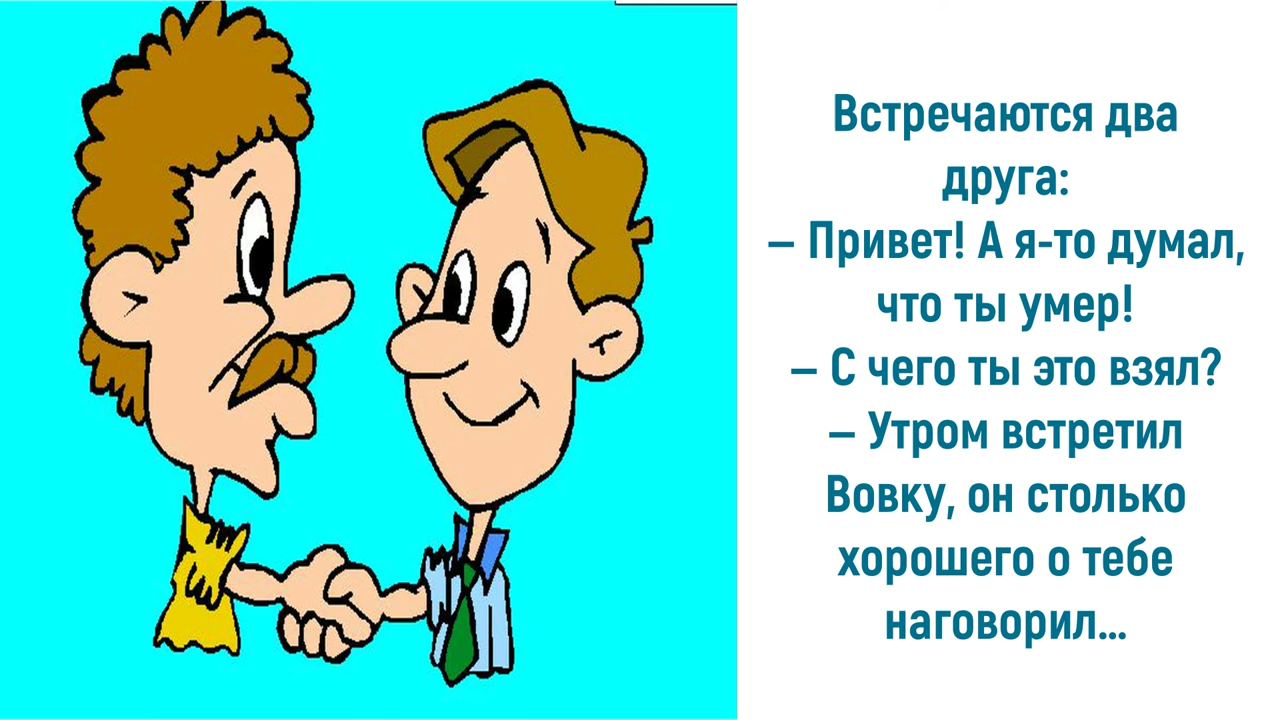 Встречаются два
друга:
– Привет! А я-то думал,
что ты умер!
– С чего ты это взял?
– Утром встретил
Вовку, он столько
хорошего о тебе
наговорил...